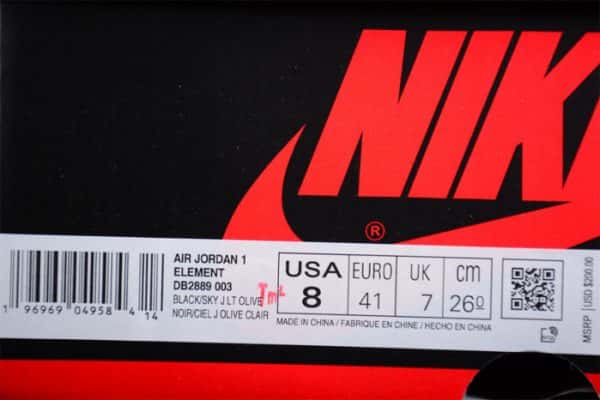 NIK
®
AIR JORDAN 1
ELEMENT
DB2889 003
BLACK/SKY J LT OLIVE
NOIR/CIEL J OLIVE CLAIR
USA
8
EURO
41
UK
7
cm
26
MADE IN CHINA / FABRIQUE EN CHINE / HECHO EN CHINA
1 96969 04958 4 14
MSRP USD $200.00